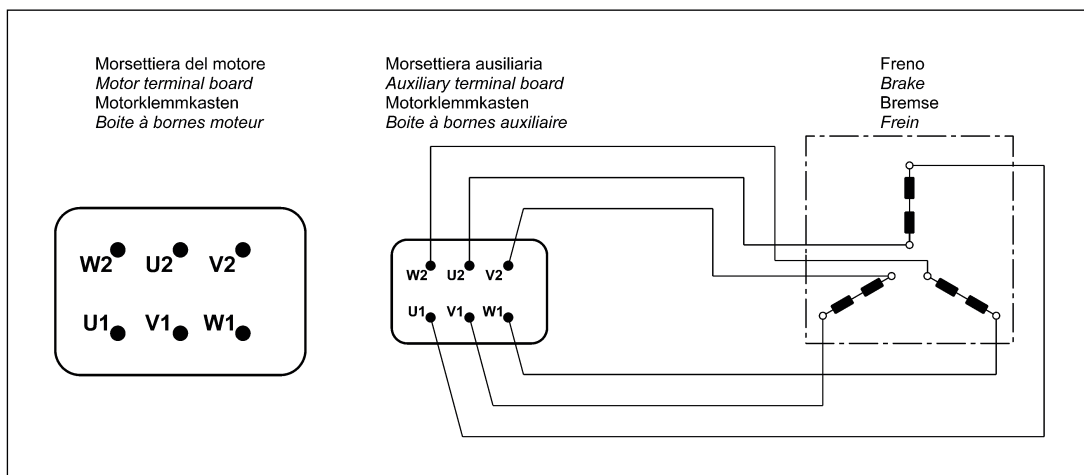 Morsettiera del motore
Motor terminal board
Motorklemmkasten
Boite à bornes moteur
Morsettiera ausiliaria
Auxiliary terminal board
Motorklemmkasten
Boite à bornes auxiliaire
Freno
Brake
Bremse
Frein
W2 U2 V2
U1 V1 W1
W2 U2 V2
U1 V1 W1